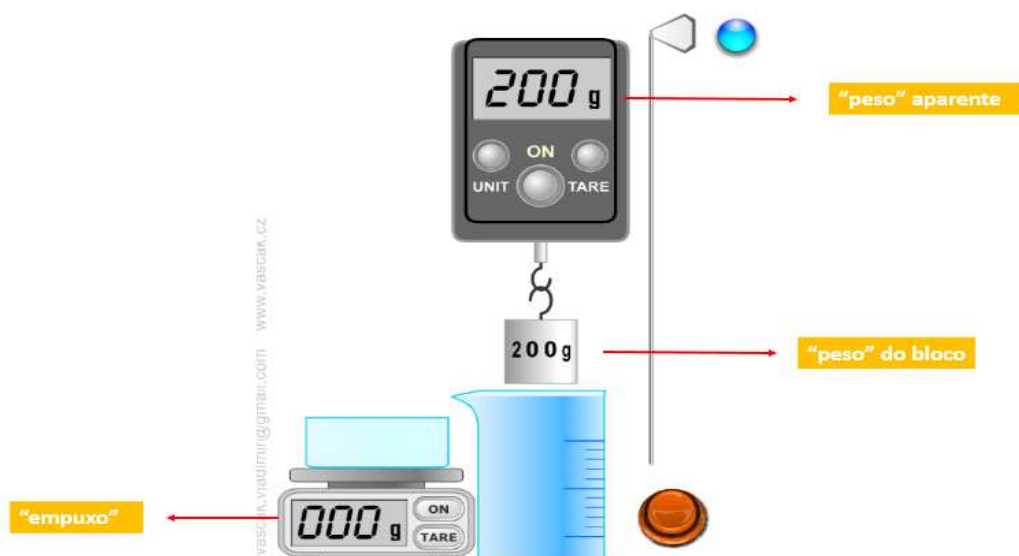 200 g
"peso" aparente
ON
UNIT TARE
200g
"peso" do bloco
vascak.vladimir@gmail.com www.vascak.cz
"empuxo"
000 g
ON
TARE